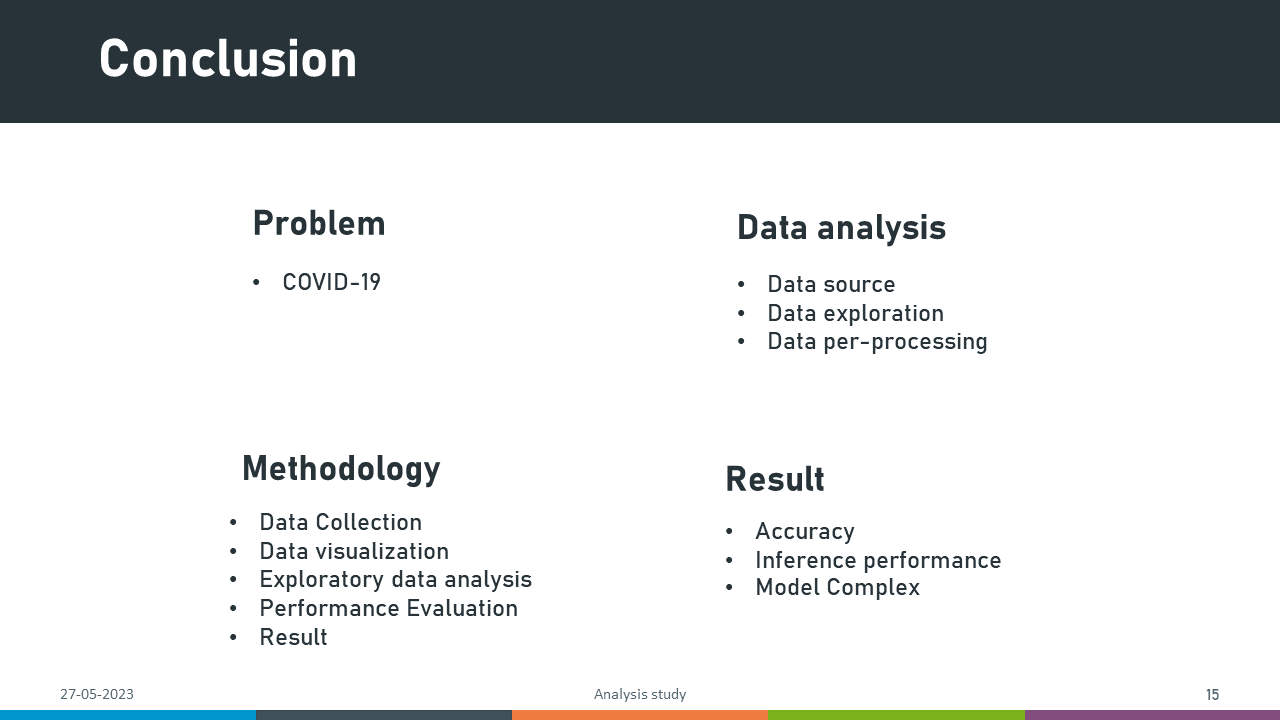 Conclusion
Problem
• COVID-19
Data analysis
• Data source
• Data exploration
• Data per-processing
Methodology
• Data Collection
• Data visualization
• Exploratory data analysis
• Performance Evaluation
• Result
Result
• Accuracy
• Inference performance
• Model Complex
27-05-2023
Analysis study
15